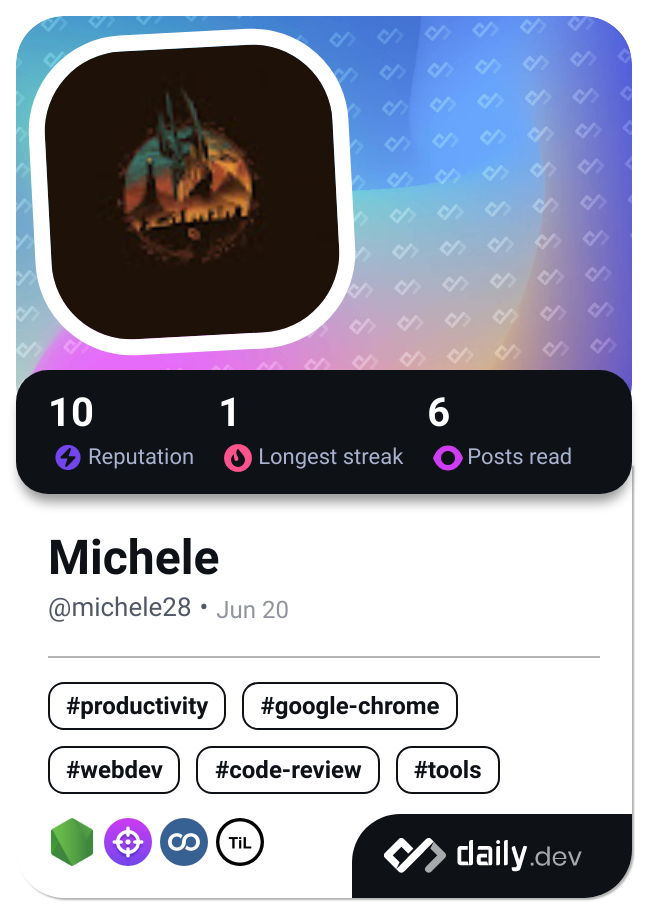 10 1 6
Reputation Longest streak Posts read
Michele
@michele28 • Jun 20
#productivity #google-chrome
#webdev #code-review #tools
TiL daily.dev